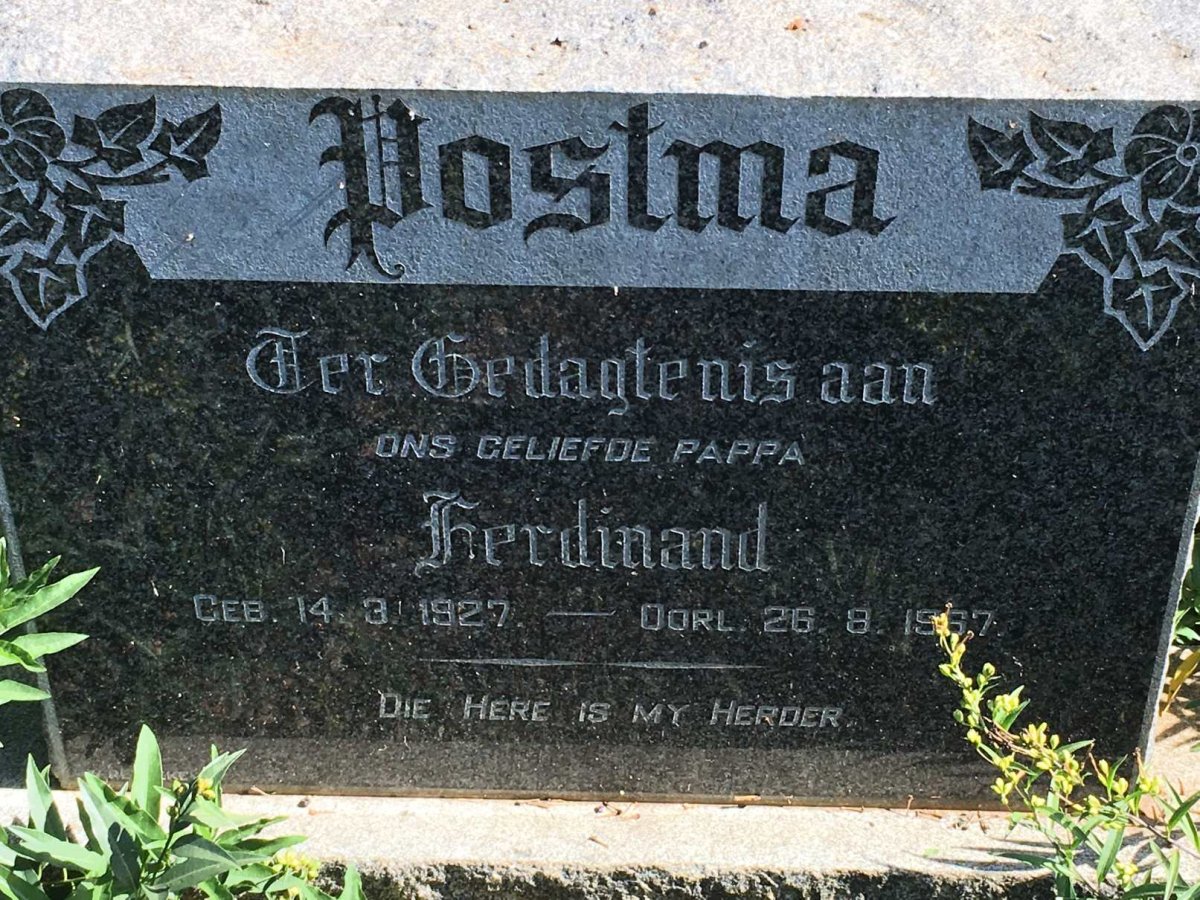 Postma
Ter Gedagtenis aan
ONS GELIEFDE PAPPA
Ferdinand
GEB. 14. 3. 1927. — OORL. 26. 8. 1967.
DIE HERE IS MY HERDER